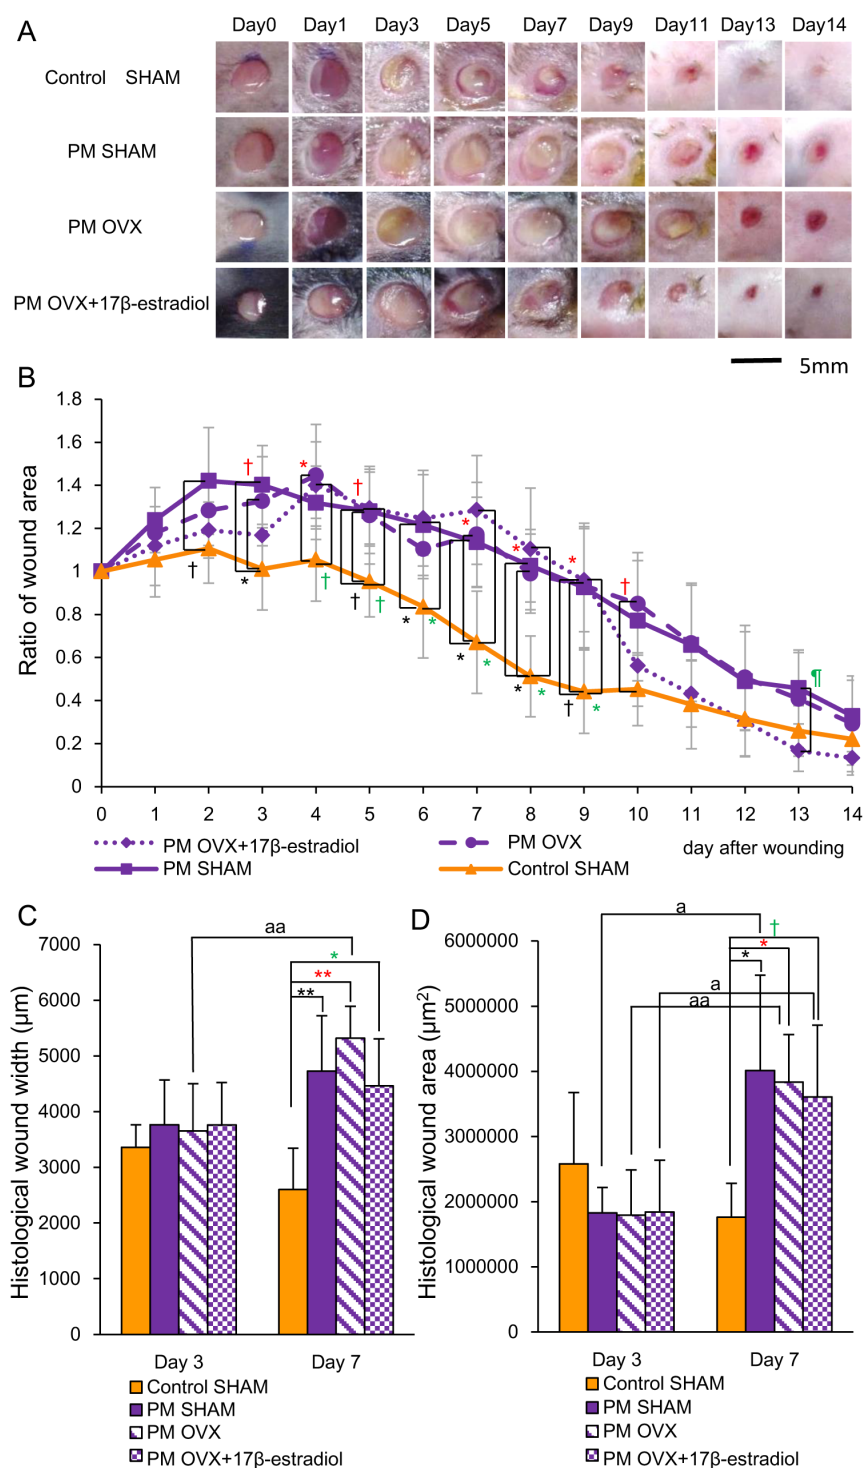 A
Day0 Day1 Day3 Day5 Day7 Day9 Day11 Day13 Day14
Control SHAM
PM SHAM
PM OVX
PM OVX+17β-estradiol
5mm
B
Ratio of wound area
1.8
1.6
1.4
1.2
1
0.8
0.6
0.4
0.2
0
† * † * * * †
† * † * * * †
† † * * * * ¶
0 1 2 3 4 5 6 7 8 9 10 11 12 13 14
day after wounding
PM OVX+17β-estradiol
PM OVX
PM SHAM
Control SHAM
C
Histological wound width (μm)
7000
6000
5000
4000
3000
2000
1000
0
aa
*
**
**
Day 3 Day 7
Control SHAM
PM SHAM
PM OVX
PM OVX+17β-estradiol
D
Histological wound area (μm²)
6000000
5000000
4000000
3000000
2000000
1000000
0
a
†
*
*
a
aa
Day 3 Day 7
Control SHAM
PM SHAM
PM OVX
PM OVX+17β-estradiol